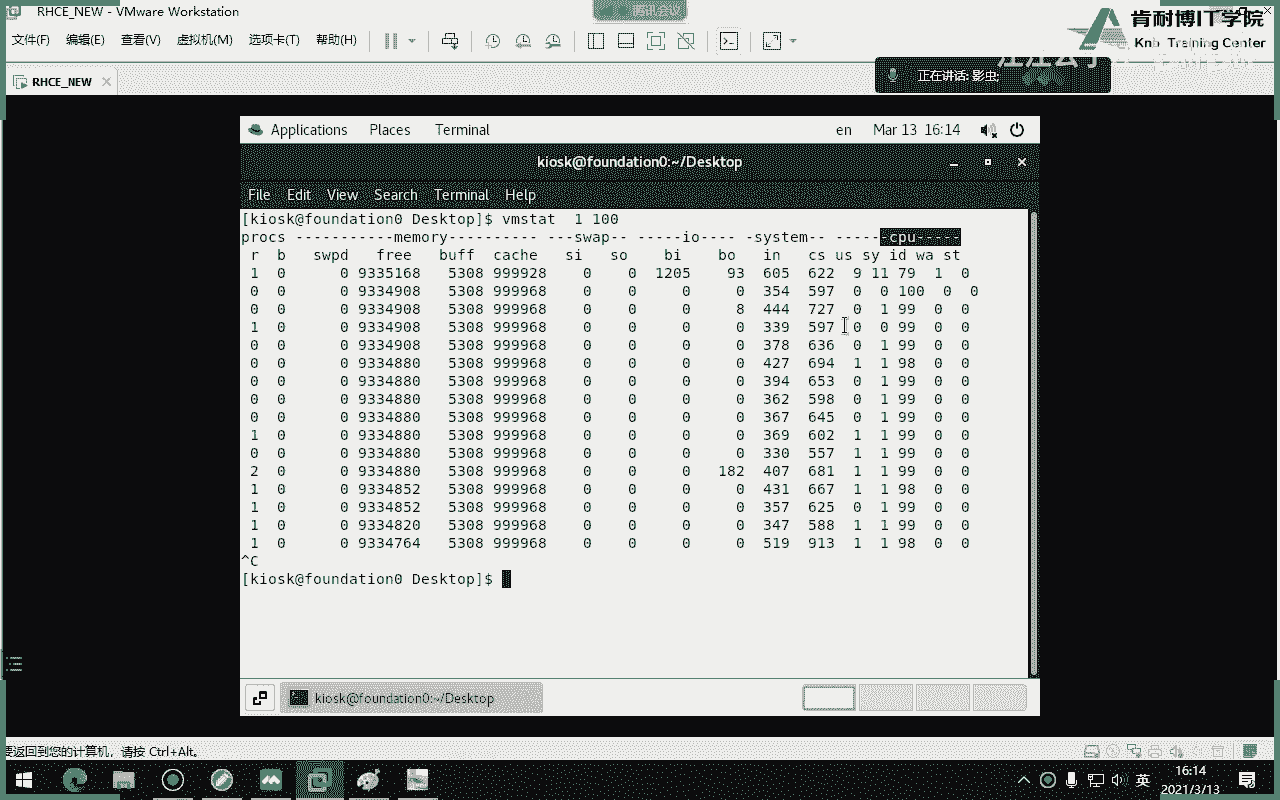 RHCE_NEW - VMware Workstation
腾讯会议
肯耐博IT学院
Knb Training Center
文件(F) 编辑(E) 查看(V) 虚拟机(M) 选项卡(T) 帮助(H)
RHCE_NEW
正在讲话: 影虫;
Applications Places Terminal en Mar 13 16:14
kiosk@foundation0:~/Desktop
File Edit View Search Terminal Help
[kiosk@foundation0 Desktop]$ vmstat  1 100
procs -----------memory---------- ---swap-- -----io---- -system-- ------cpu-----
 r  b   swpd   free   buff  cache   si   so    bi    bo   in   cs us sy id wa st
 1  0      0 9335168   5308 999928    0    0  1205    93  605  622  9 11 79  1  0
 0  0      0 9334908   5308 999968    0    0     0     0  354  597  0  0 100  0  0
 0  0      0 9334908   5308 999968    0    0     0     8  444  727  0  1 99  0  0
 1  0      0 9334908   5308 999968    0    0     0     0  339  597  0  0 99  0  0
 0  0      0 9334908   5308 999968    0    0     0     0  378  636  0  1 99  0  0
 0  0      0 9334880   5308 999968    0    0     0     0  427  694  1  1 98  0  0
 0  0      0 9334880   5308 999968    0    0     0     0  394  653  0  1 99  0  0
 0  0      0 9334880   5308 999968    0    0     0     0  362  598  0  1 99  0  0
 0  0      0 9334880   5308 999968    0    0     0     0  367  645  0  1 99  0  0
 1  0      0 9334880   5308 999968    0    0     0     0  369  602  1  1 99  0  0
 0  0      0 9334880   5308 999968    0    0     0     0  330  557  1  1 99  0  0
 2  0      0 9334880   5308 999968    0    0     0   182  407  681  1  1 99  0  0
 1  0      0 9334852   5308 999968    0    0     0     0  431  667  1  1 98  0  0
 1  0      0 9334852   5308 999968    0    0     0     0  357  625  0  1 99  0  0
 1  0      0 9334820   5308 999968    0    0     0     0  347  588  1  1 99  0  0
 1  0      0 9334764   5308 999968    0    0     0     0  519  913  1  1 98  0  0
^C
[kiosk@foundation0 Desktop]$
kiosk@foundation0:~/Desktop
要返回到您的计算机，请按 Ctrl+Alt。
英
16:14
2021/3/13